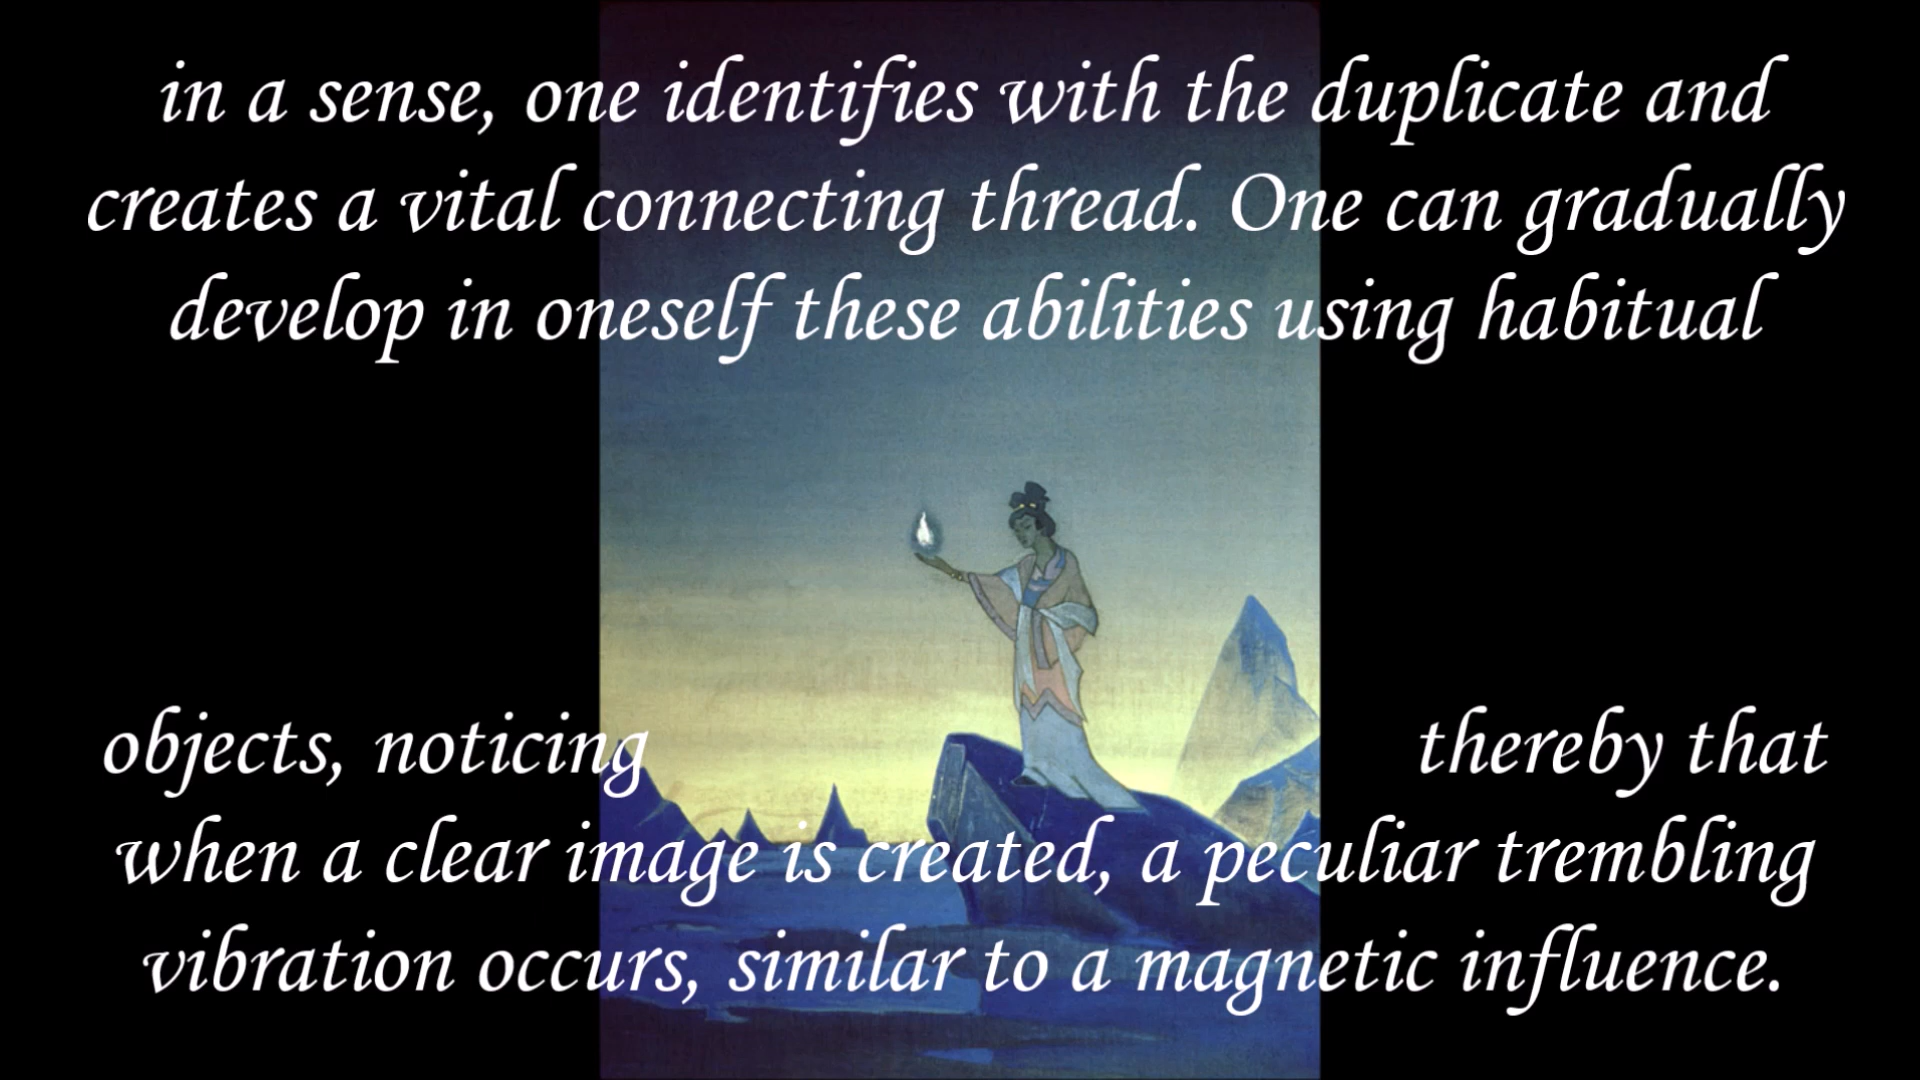 in a sense, one identifies with the duplicate and
creates a vital connecting thread. One can gradually
develop in oneself these abilities using habitual
objects, noticing thereby that
when a clear image is created, a peculiar trembling
vibration occurs, similar to a magnetic influence.